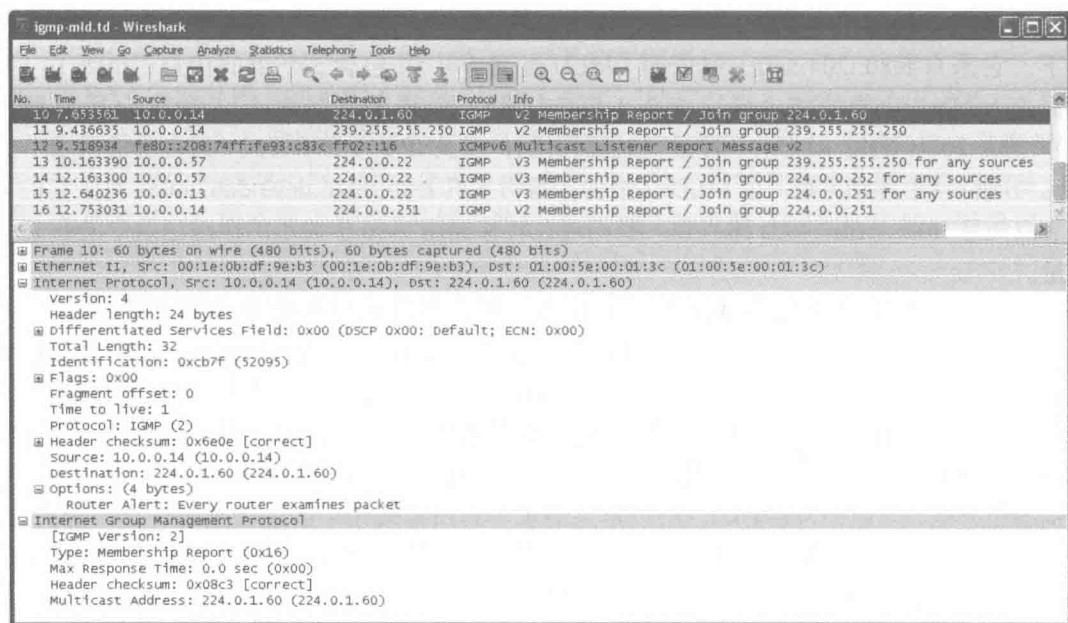 igmp-mld.td - Wireshark
File Edit View Go Capture Analyze Statistics Telephony Tools Help
No. Time Source Destination Protocol Info
10 7.653561 10.0.0.14 224.0.1.60 IGMP V2 Membership Report / Join group 224.0.1.60
11 9.436635 10.0.0.14 239.255.255.250 IGMP V2 Membership Report / Join group 239.255.255.250
12 9.518934 fe80::208:74ff:fe93:c83c ff02::16 ICMPv6 Multicast Listener Report Message v2
13 10.163390 10.0.0.57 224.0.0.22 IGMP V3 Membership Report / Join group 239.255.255.250 for any sources
14 12.163300 10.0.0.57 224.0.0.22 IGMP V3 Membership Report / Join group 224.0.0.252 for any sources
15 12.640236 10.0.0.13 224.0.0.22 IGMP V3 Membership Report / Join group 224.0.0.251 for any sources
16 12.753031 10.0.0.14 224.0.0.251 IGMP V2 Membership Report / Join group 224.0.0.251
Frame 10: 60 bytes on wire (480 bits), 60 bytes captured (480 bits)
Ethernet II, Src: 00:1e:0b:df:9e:b3 (00:1e:0b:df:9e:b3), Dst: 01:00:5e:00:01:3c (01:00:5e:00:01:3c)
Internet Protocol, Src: 10.0.0.14 (10.0.0.14), Dst: 224.0.1.60 (224.0.1.60)
Version: 4
Header length: 24 bytes
Differentiated Services Field: 0x00 (DSCP 0x00: Default; ECN: 0x00)
Total Length: 32
Identification: 0xcb7f (52095)
Flags: 0x00
Fragment offset: 0
Time to live: 1
Protocol: IGMP (2)
Header checksum: 0x6e0e [correct]
Source: 10.0.0.14 (10.0.0.14)
Destination: 224.0.1.60 (224.0.1.60)
Options: (4 bytes)
Router Alert: Every router examines packet
Internet Group Management Protocol
[IGMP Version: 2]
Type: Membership Report (0x16)
Max Response Time: 0.0 sec (0x00)
Header checksum: 0x08c3 [correct]
Multicast Address: 224.0.1.60 (224.0.1.60)